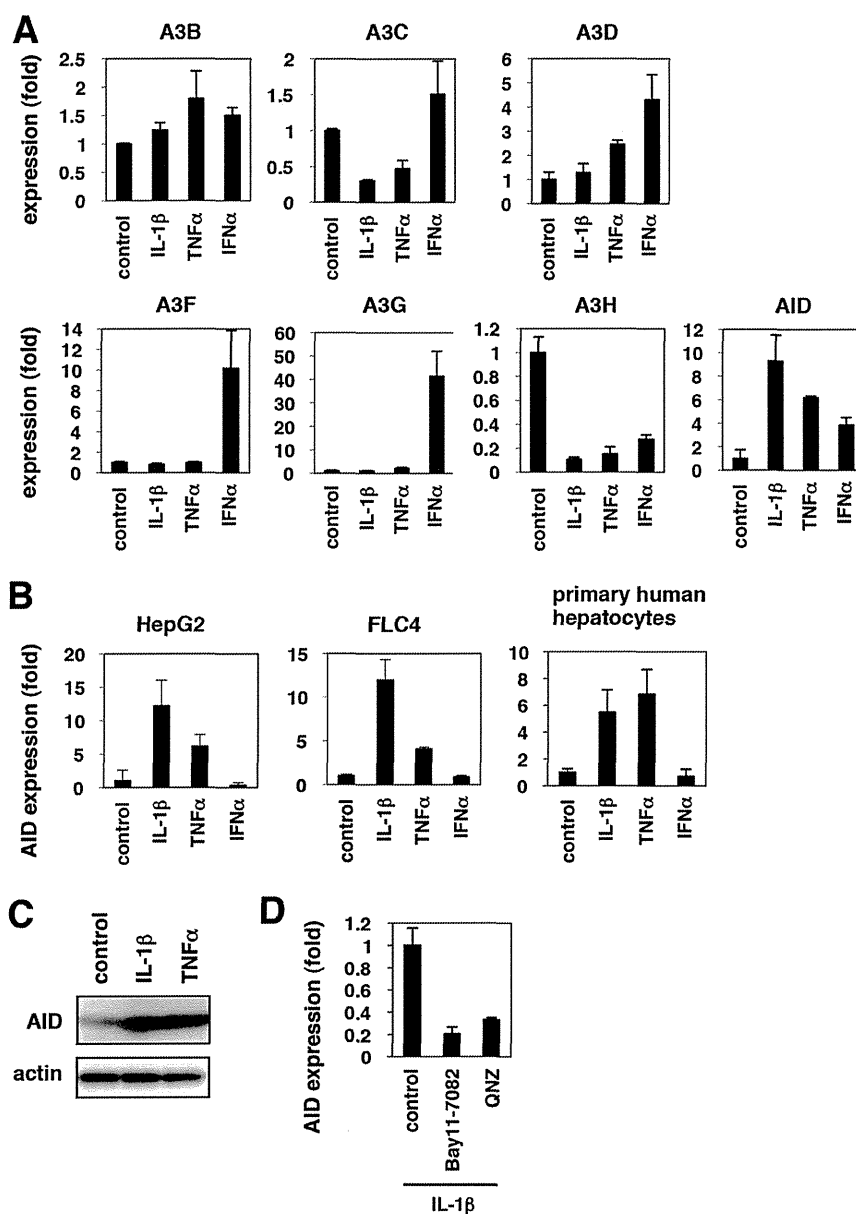 A
A3B
A3C
A3D
expression (fold)
2.5
2
1.5
1
0.5
0
control
IL-1β
TNFα
IFNα
2
1.5
1
0.5
0
control
IL-1β
TNFα
IFNα
6
5
4
3
2
1
0
control
IL-1β
TNFα
IFNα
A3F
A3G
A3H
AID
expression (fold)
14
12
10
8
6
4
2
0
control
IL-1β
TNFα
IFNα
60
50
40
30
20
10
0
control
IL-1β
TNFα
IFNα
1.2
1
0.8
0.6
0.4
0.2
0
control
IL-1β
TNFα
IFNα
12
10
8
6
4
2
0
control
IL-1β
TNFα
IFNα
B
HepG2
FLC4
primary human
hepatocytes
AID expression (fold)
20
15
10
5
0
control
IL-1β
TNFα
IFNα
15
10
5
0
control
IL-1β
TNFα
IFNα
10
8
6
4
2
0
control
IL-1β
TNFα
IFNα
C
control
IL-1β
TNFα
AID
actin
D
AID expression (fold)
1.2
1
0.8
0.6
0.4
0.2
0
control
Bay11-7082
QNZ
IL-1β